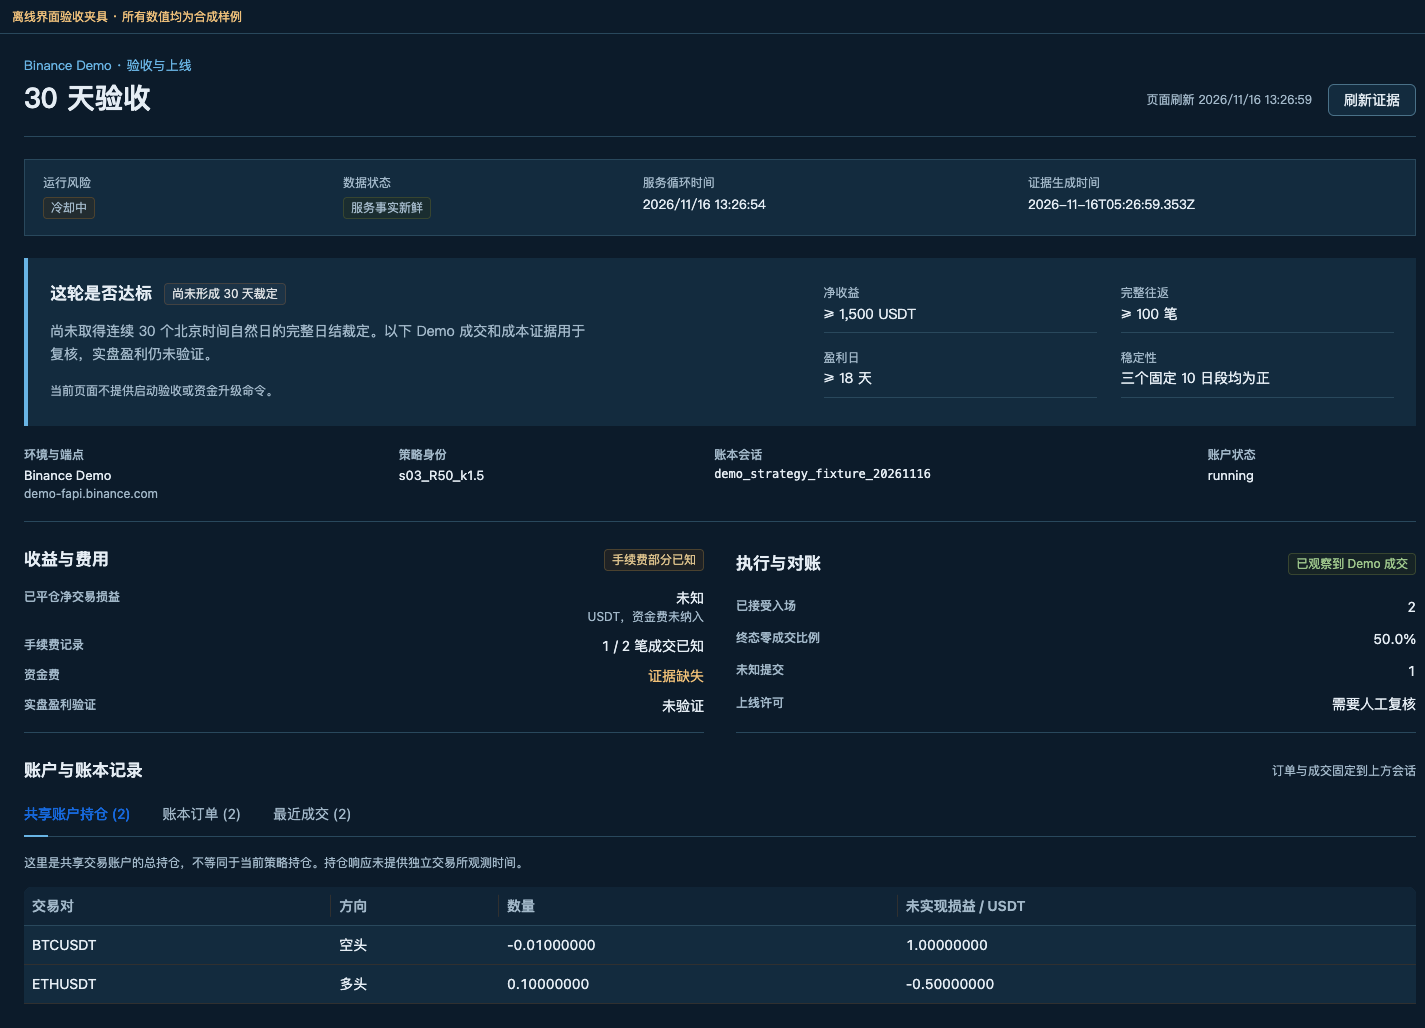 离线界面验收夹具 · 所有数值均为合成样例
Binance Demo · 验收与上线
30 天验收
页面刷新 2026/11/16 13:26:59
刷新证据
运行风险
冷却中
数据状态
服务事实新鲜
服务循环时间
2026/11/16 13:26:54
证据生成时间
2026-11-16T05:26:59.353Z
这轮是否达标
尚未形成 30 天裁定
尚未取得连续 30 个北京时间自然日的完整日结裁定。以下 Demo 成交和成本证据用于
复核，实盘盈利仍未验证。
当前页面不提供启动验收或资金升级命令。
净收益
≥ 1,500 USDT
完整往返
≥ 100 笔
盈利日
≥ 18 天
稳定性
三个固定 10 日段均为正
环境与端点
Binance Demo
demo-fapi.binance.com
策略身份
s03_R50_k1.5
账本会话
demo_strategy_fixture_20261116
账户状态
running
收益与费用
手续费部分已知
已平仓净交易损益
未知
USDT，资金费未纳入
手续费记录
1 / 2 笔成交已知
资金费
证据缺失
实盘盈利验证
未验证
执行与对账
已观察到 Demo 成交
已接受入场
2
终态零成交比例
50.0%
未知提交
1
上线许可
需要人工复核
账户与账本记录
订单与成交固定到上方会话
共享账户持仓 (2)
账本订单 (2)
最近成交 (2)
这里是共享交易账户的总持仓，不等同于当前策略持仓。持仓响应未提供独立交易所观测时间。
交易对 方向 数量 未实现损益 / USDT
BTCUSDT 空头 -0.01000000 1.00000000
ETHUSDT 多头 0.10000000 -0.50000000